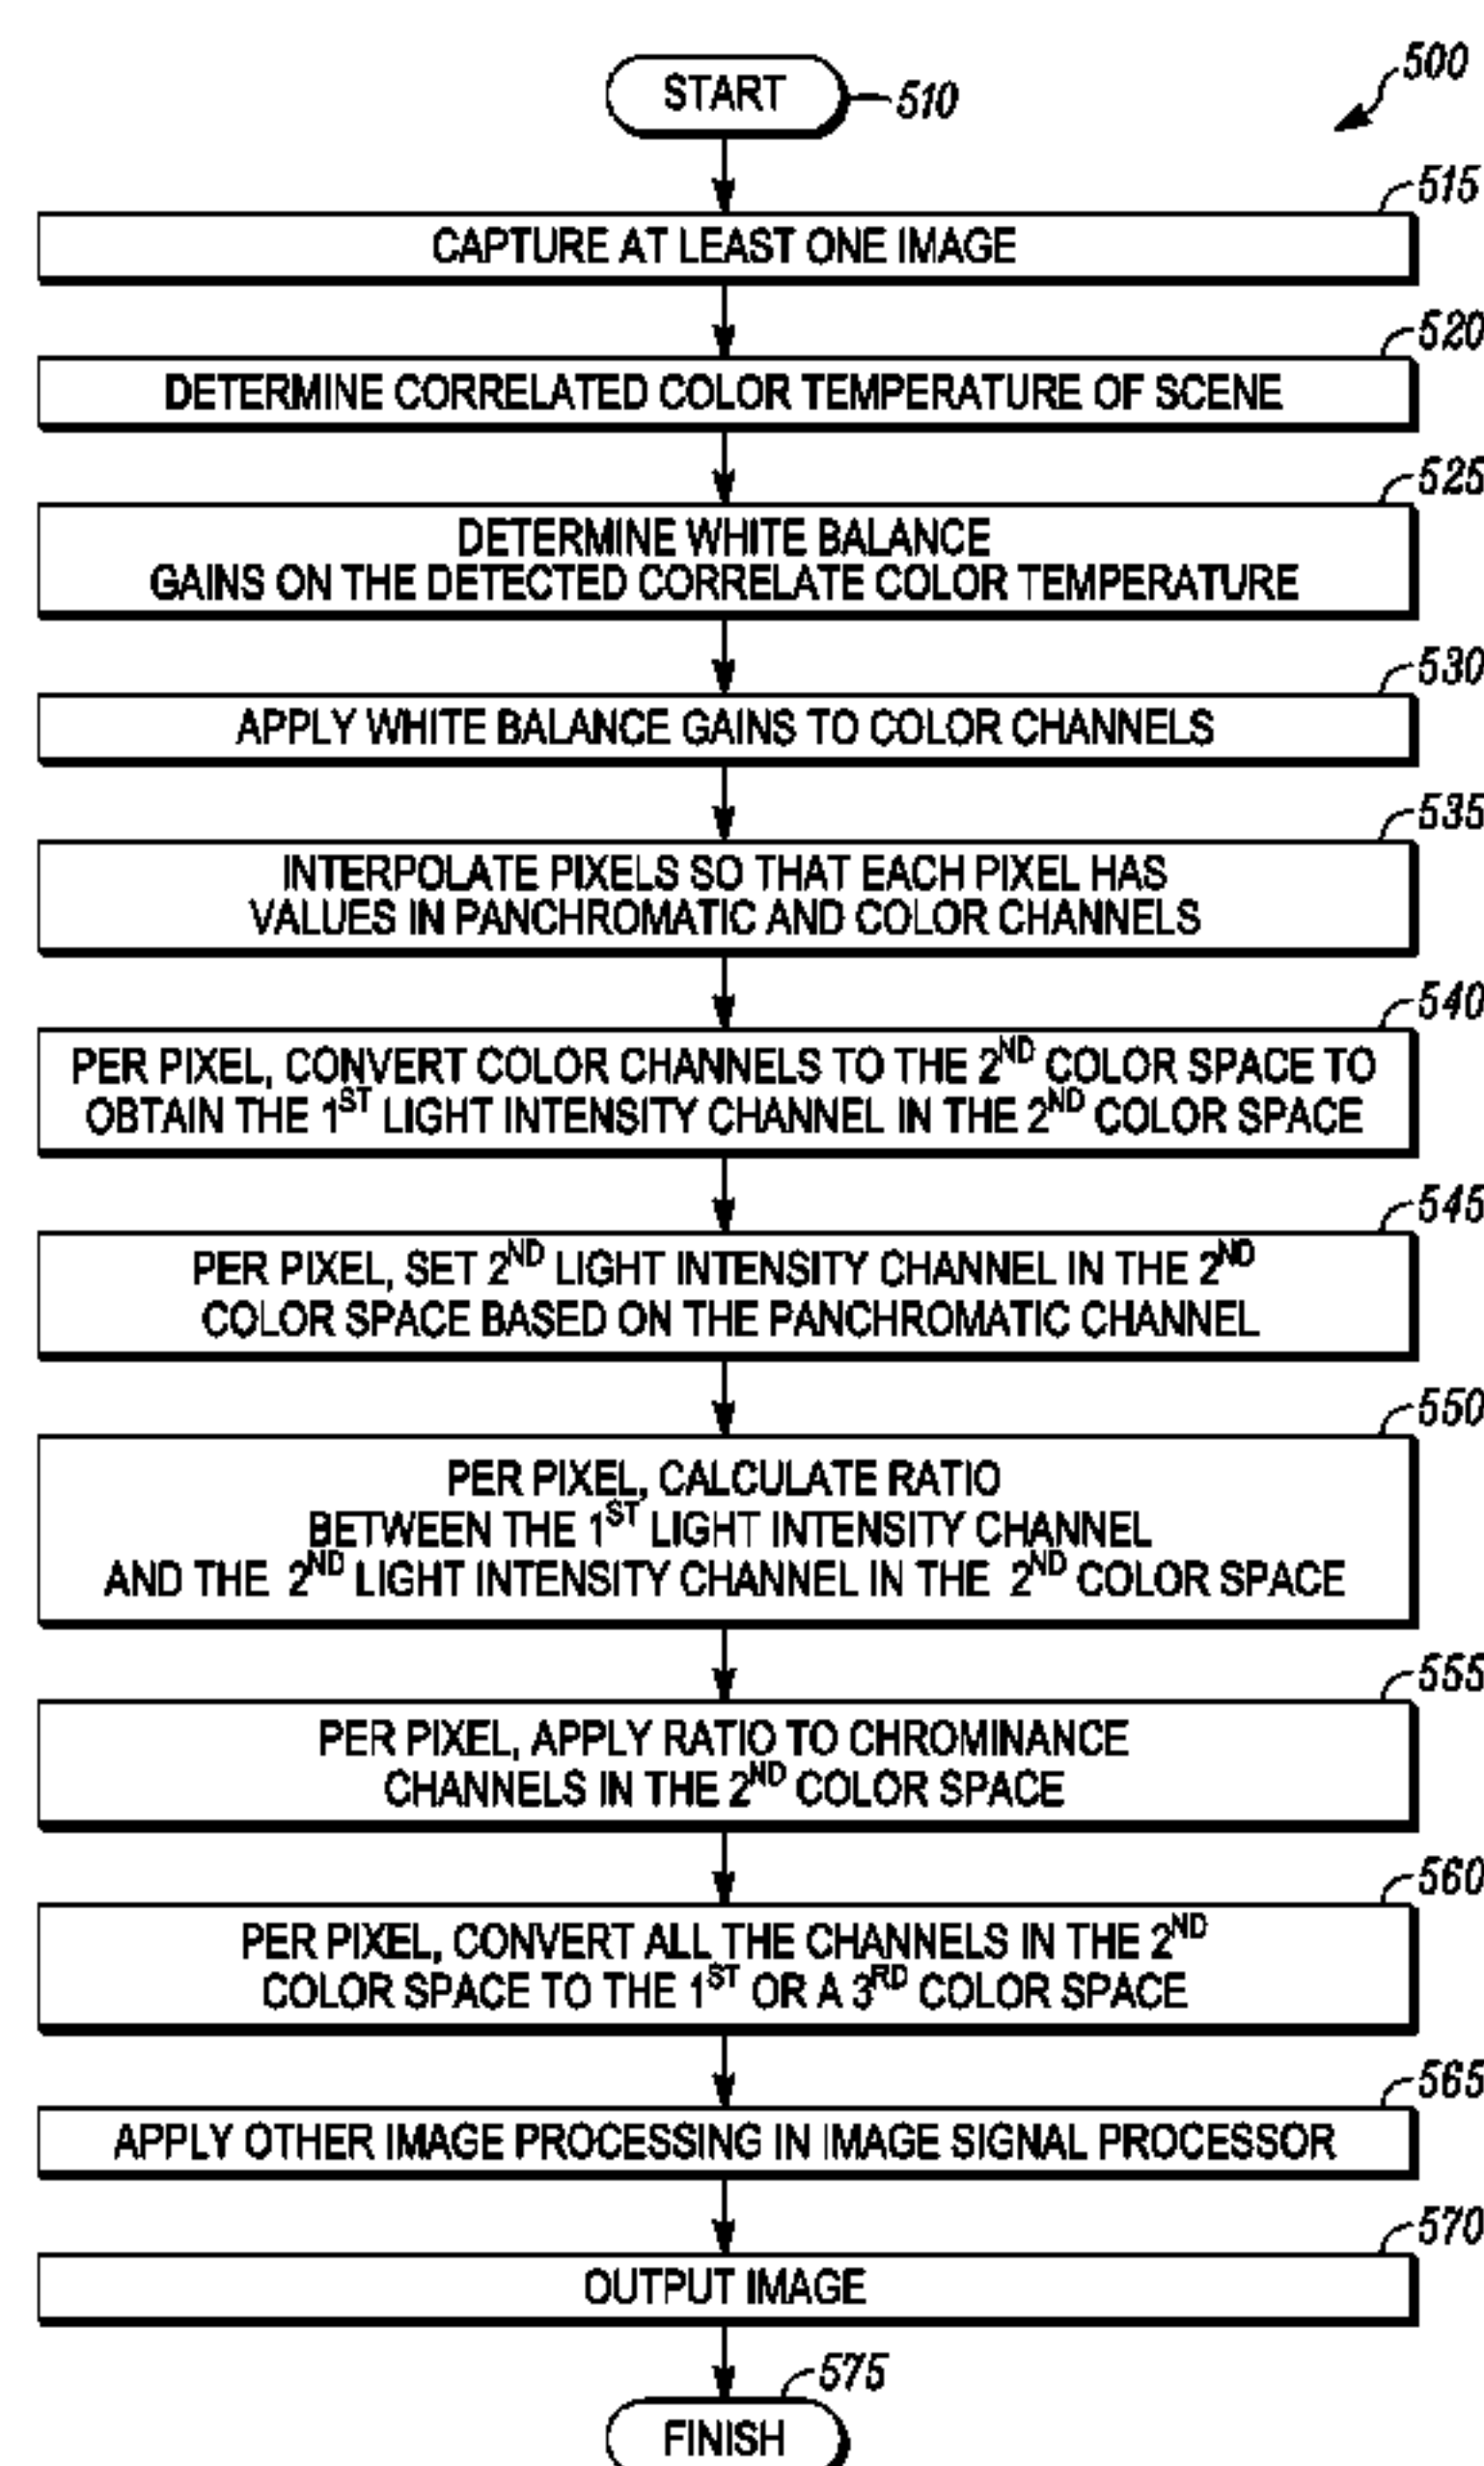 500
START
510
515
CAPTURE AT LEAST ONE IMAGE
520
DETERMINE CORRELATED COLOR TEMPERATURE OF SCENE
525
DETERMINE WHITE BALANCE
GAINS ON THE DETECTED CORRELATE COLOR TEMPERATURE
530
APPLY WHITE BALANCE GAINS TO COLOR CHANNELS
535
INTERPOLATE PIXELS SO THAT EACH PIXEL HAS
VALUES IN PANCHROMATIC AND COLOR CHANNELS
540
PER PIXEL, CONVERT COLOR CHANNELS TO THE 2ND COLOR SPACE TO
OBTAIN THE 1ST LIGHT INTENSITY CHANNEL IN THE 2ND COLOR SPACE
545
PER PIXEL, SET 2ND LIGHT INTENSITY CHANNEL IN THE 2ND
COLOR SPACE BASED ON THE PANCHROMATIC CHANNEL
550
PER PIXEL, CALCULATE RATIO
BETWEEN THE 1ST LIGHT INTENSITY CHANNEL
AND THE 2ND LIGHT INTENSITY CHANNEL IN THE 2ND COLOR SPACE
555
PER PIXEL, APPLY RATIO TO CHROMINANCE
CHANNELS IN THE 2ND COLOR SPACE
560
PER PIXEL, CONVERT ALL THE CHANNELS IN THE 2ND
COLOR SPACE TO THE 1ST OR A 3RD COLOR SPACE
565
APPLY OTHER IMAGE PROCESSING IN IMAGE SIGNAL PROCESSOR
570
OUTPUT IMAGE
575
FINISH